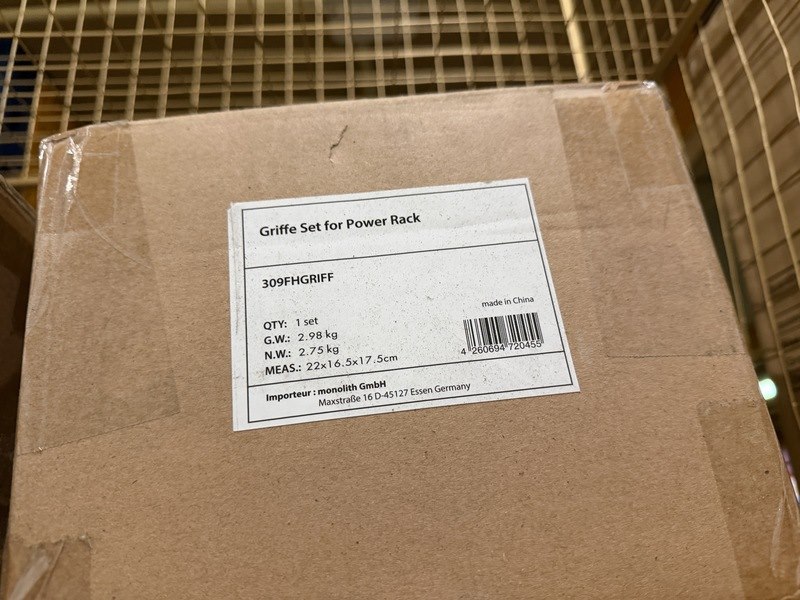 Griffe Set for Power Rack
309FHGRIFF
made in China
QTY: 1 set
G.W.: 2.98 kg
N.W.: 2.75 kg
MEAS.: 22x16.5x17.5cm
4 260694 720455
Importeur : monolith GmbH
Maxstraße 16 D-45127 Essen Germany